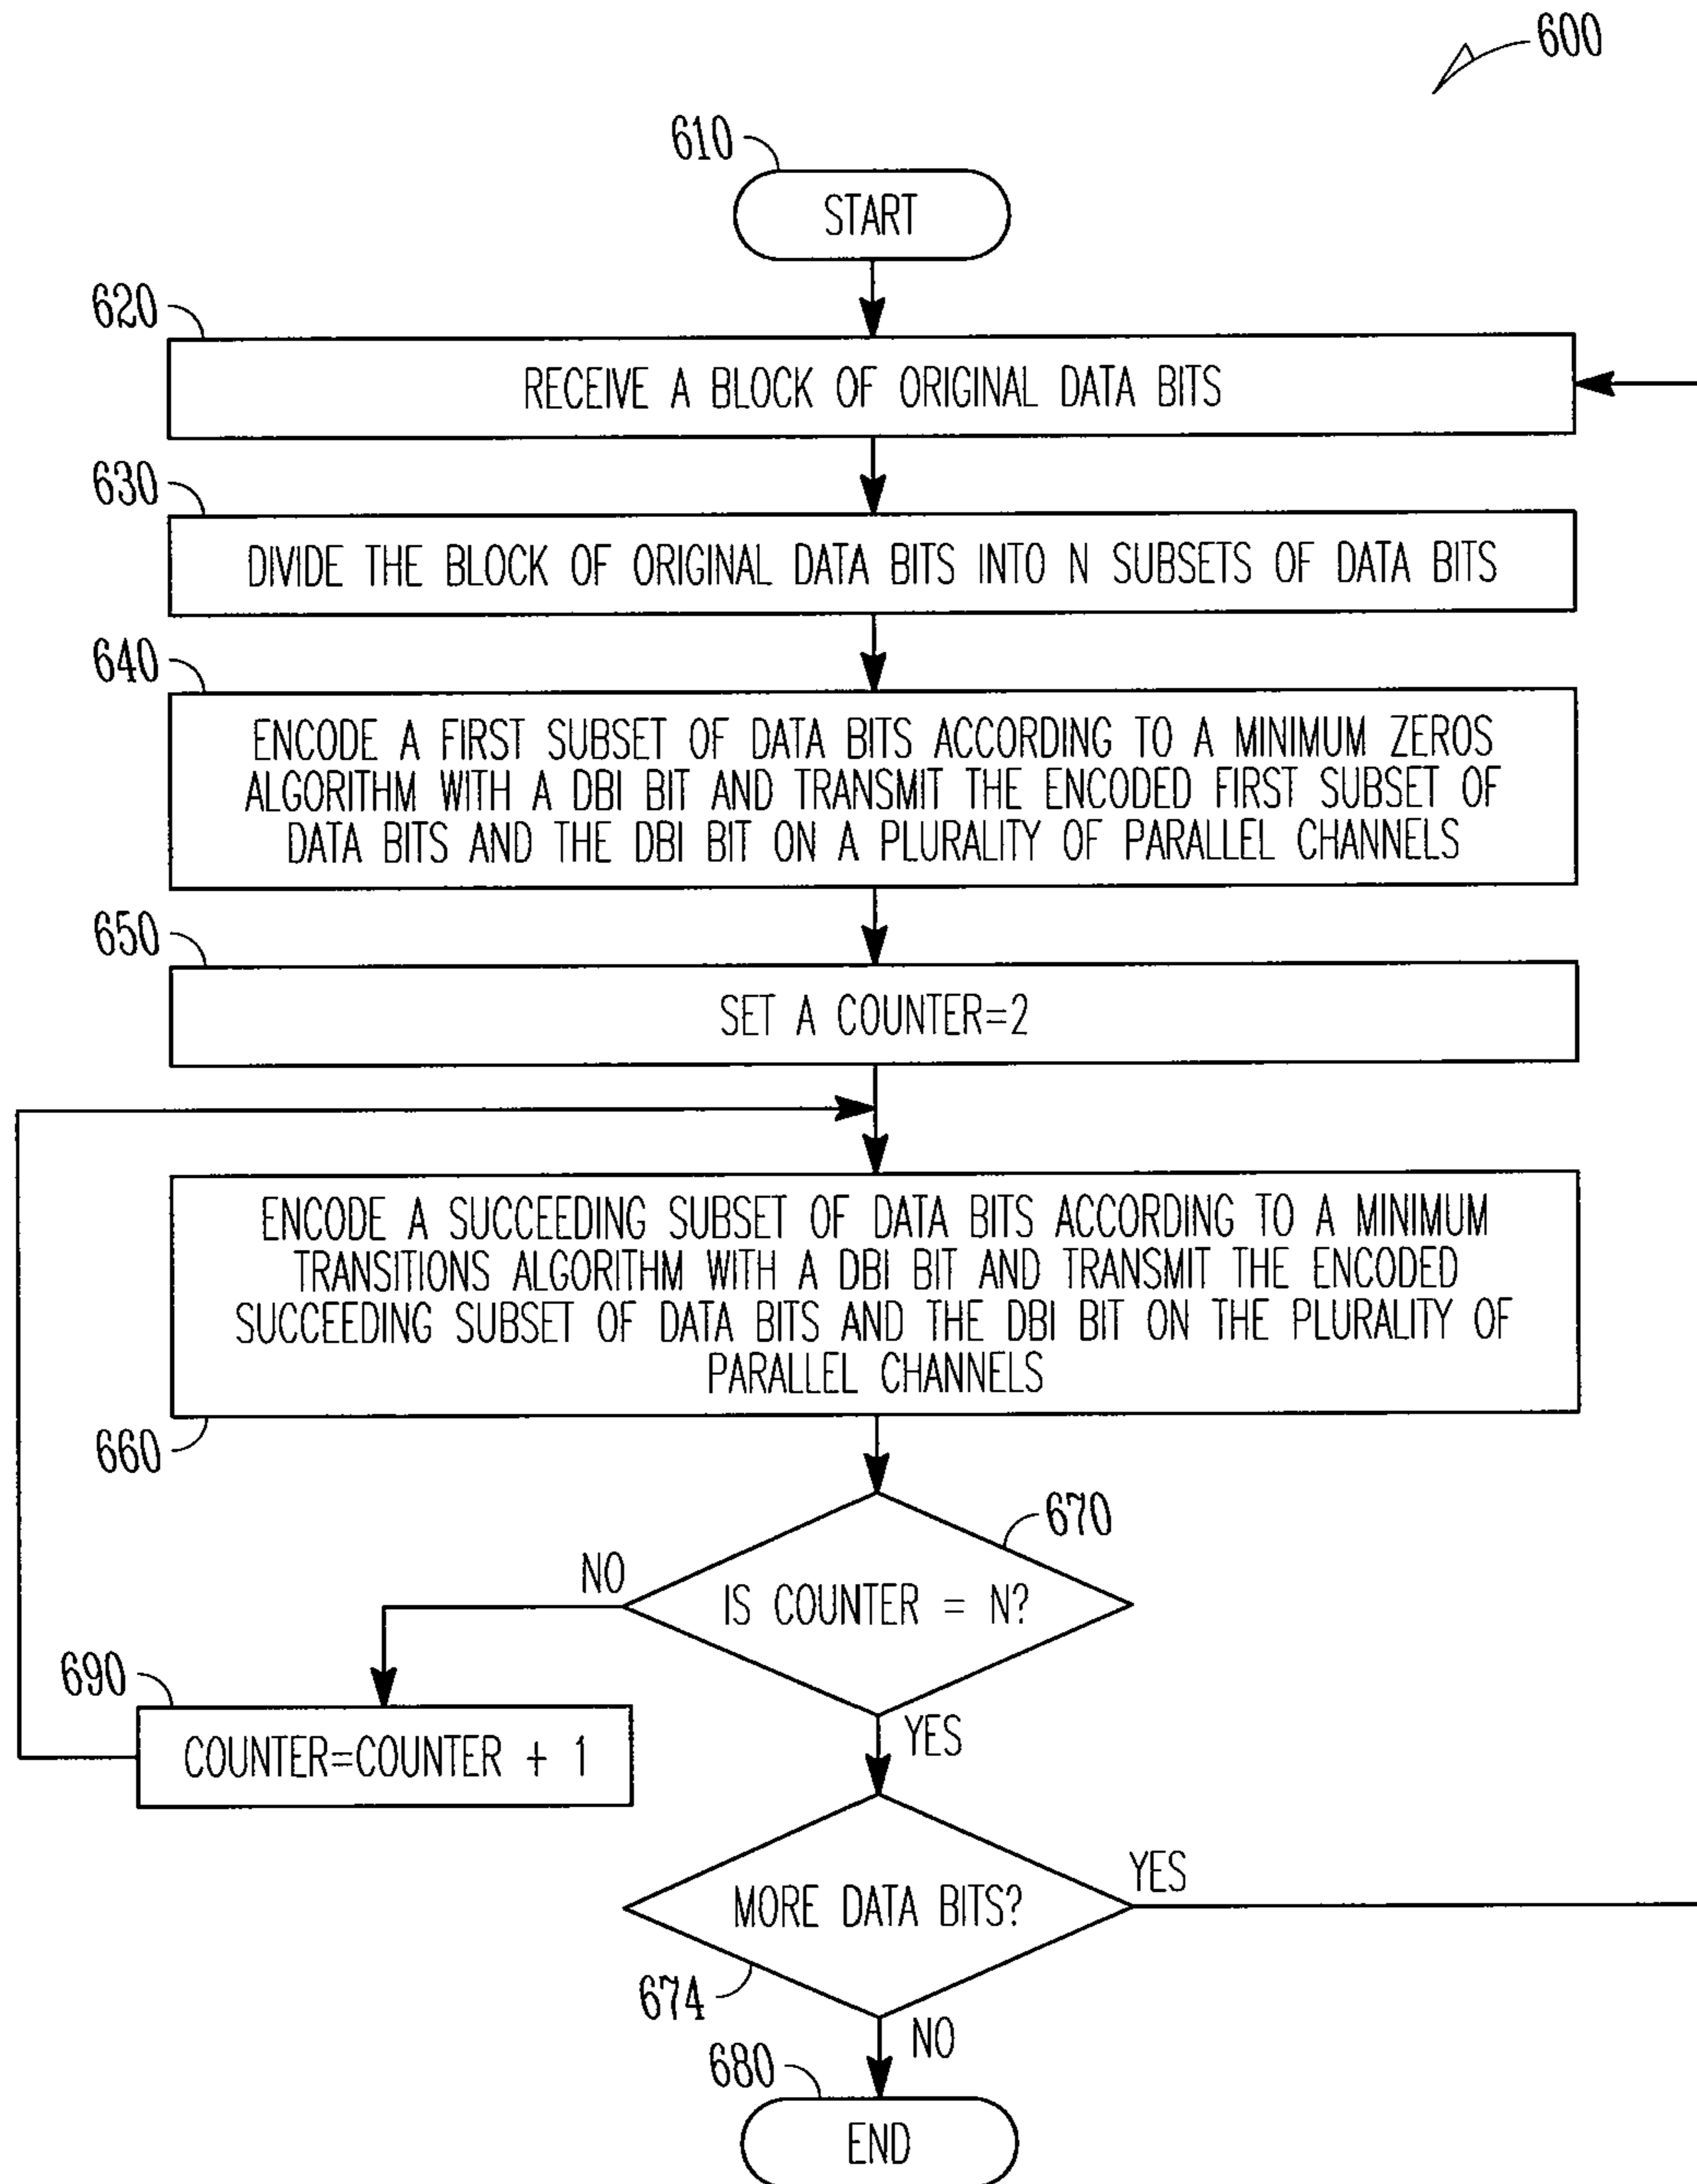 600
610
START
620
RECEIVE A BLOCK OF ORIGINAL DATA BITS
630
DIVIDE THE BLOCK OF ORIGINAL DATA BITS INTO N SUBSETS OF DATA BITS
640
ENCODE A FIRST SUBSET OF DATA BITS ACCORDING TO A MINIMUM ZEROS
ALGORITHM WITH A DBI BIT AND TRANSMIT THE ENCODED FIRST SUBSET OF
DATA BITS AND THE DBI BIT ON A PLURALITY OF PARALLEL CHANNELS
650
SET A COUNTER=2
ENCODE A SUCCEEDING SUBSET OF DATA BITS ACCORDING TO A MINIMUM
TRANSITIONS ALGORITHM WITH A DBI BIT AND TRANSMIT THE ENCODED
SUCCEEDING SUBSET OF DATA BITS AND THE DBI BIT ON THE PLURALITY OF
PARALLEL CHANNELS
660
670
NO
IS COUNTER = N?
690
YES
COUNTER=COUNTER + 1
YES
MORE DATA BITS?
674
NO
680
END